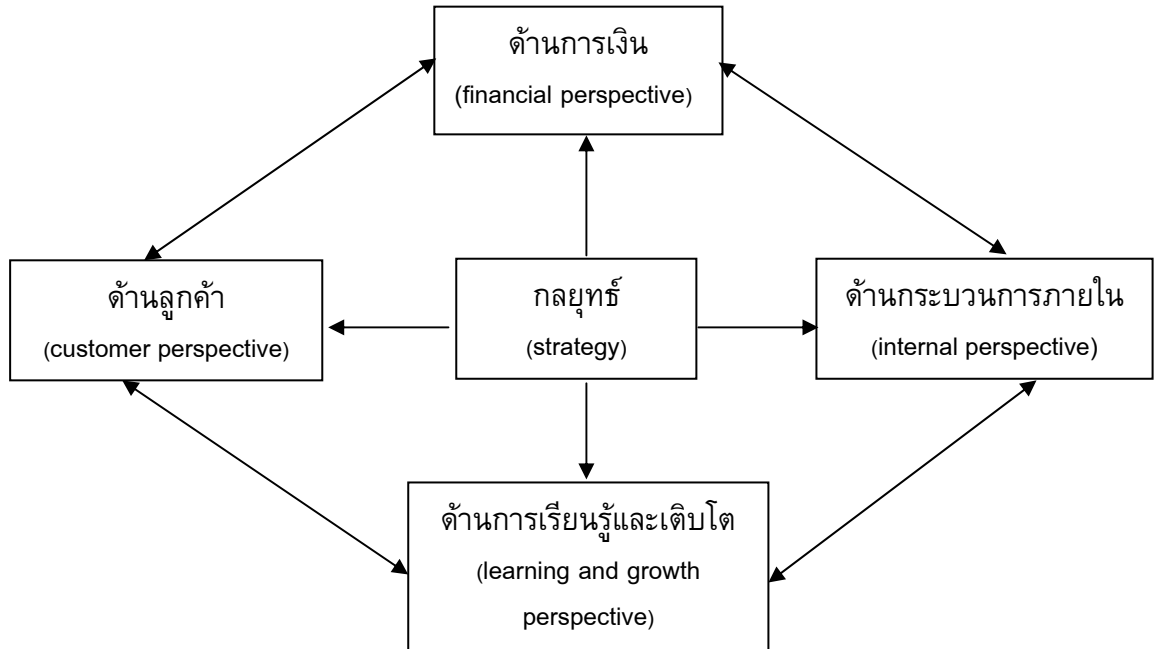 ด้านการเงิน
(financial perspective)
ด้านลูกค้า
(customer perspective)
กลยุทธ์
(strategy)
ด้านกระบวนการภายใน
(internal perspective)
ด้านการเรียนรู้และเติบโต
(learning and growth
perspective)